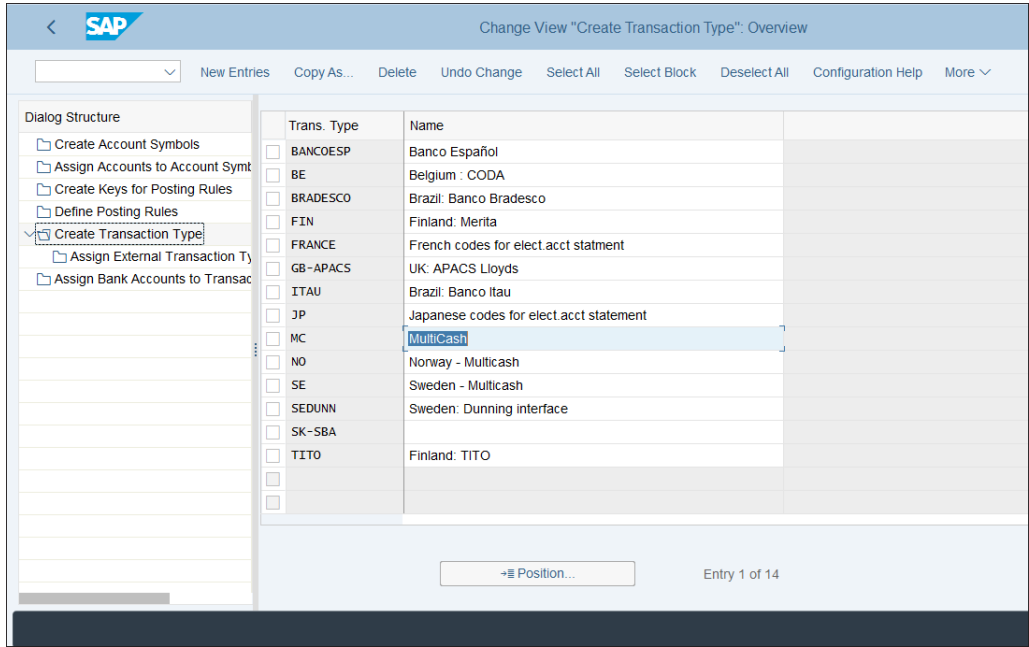 SAP
Change View "Create Transaction Type": Overview
New Entries Copy As... Delete Undo Change Select All Select Block Deselect All Configuration Help More
Dialog Structure
Create Account Symbols
Assign Accounts to Account Symb
Create Keys for Posting Rules
Define Posting Rules
Create Transaction Type
Assign External Transaction Ty
Assign Bank Accounts to Transac
Trans. Type Name
BANCOESP Banco Español
BE Belgium : CODA
BRADESCO Brazil: Banco Bradesco
FIN Finland: Merita
FRANCE French codes for elect.acct statment
GB-APACS UK: APACS Lloyds
ITAU Brazil: Banco Itau
JP Japanese codes for elect.acct statement
MC MultiCash
NO Norway - Multicash
SE Sweden - Multicash
SEDUNN Sweden: Dunning interface
SK-SBA
TITO Finland: TITO
Position... Entry 1 of 14